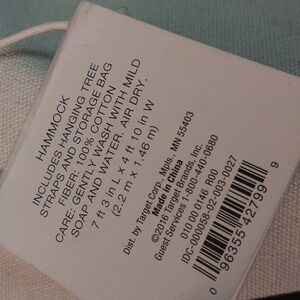 HAMMOCK
INCLUDES HANGING TREE
STRAPS AND STORAGE BAG
FIBER: 100% COTTON
CARE: GENTLY WASH WITH MILD
SOAP AND WATER. AIR DRY.
7 ft 3 in L x 4 ft 10 in W
(2.2 m x 1.46 m)
Dist. by Target Corp. Mpls., MN 55403
Made in China
©2016 Target Brands, Inc.
Guest Services 1-800-440-0680
010 00 0146 R00
IDC-000058-02-003-0027
0 96355 42799 9